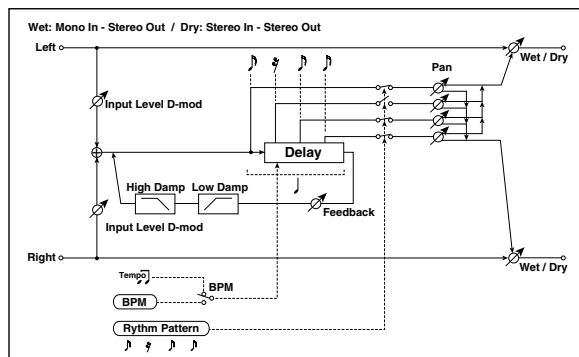 Wet: Mono In - Stereo Out / Dry: Stereo In - Stereo Out
Left
Wet / Dry
Pan
Input Level D-mod
Delay
High Damp
Low Damp
Feedback
Input Level D-mod
Right
Wet / Dry
Tempo
BPM
BPM
Rythm Pattern